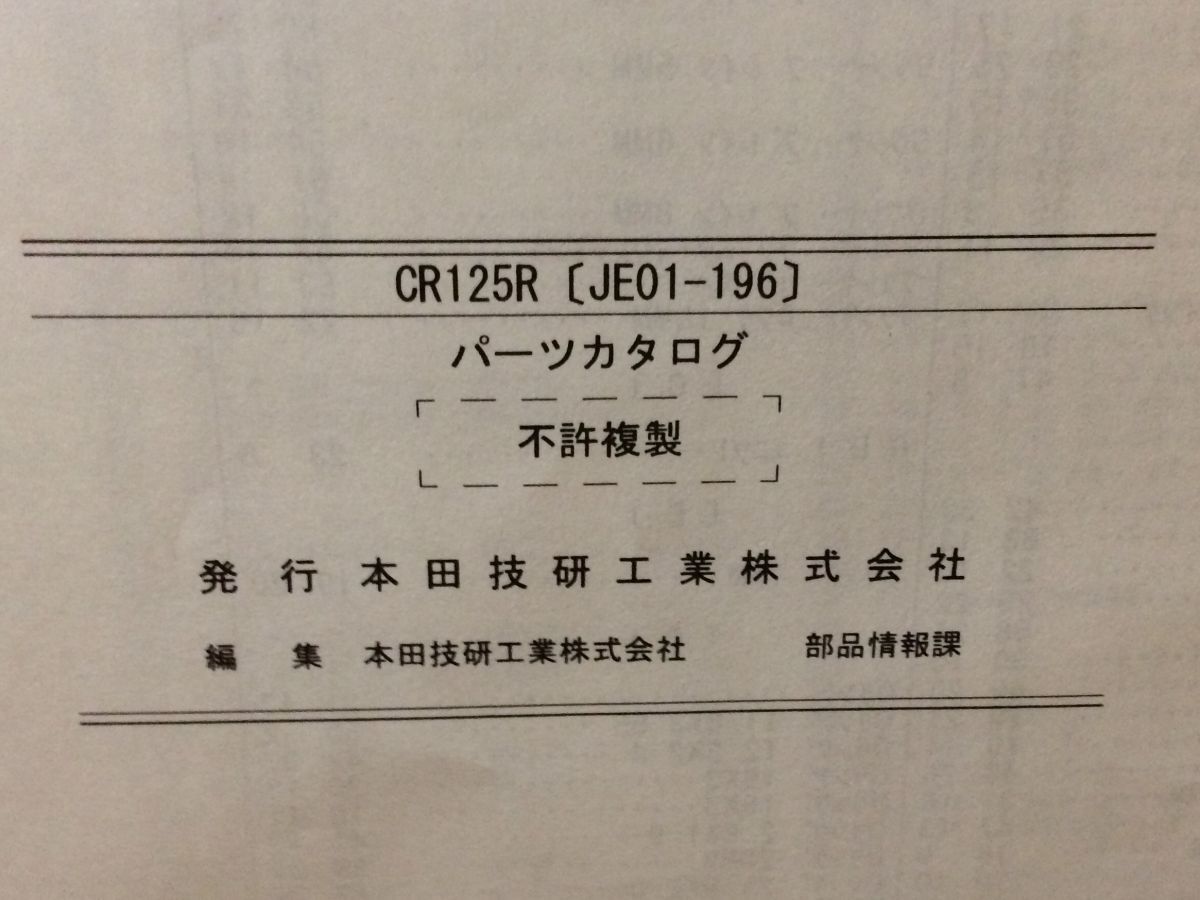 CR125R〔JE01-196〕
パーツカタログ
不許複製
発行 本田技研工業株式会社
編集 本田技研工業株式会社 部品情報課